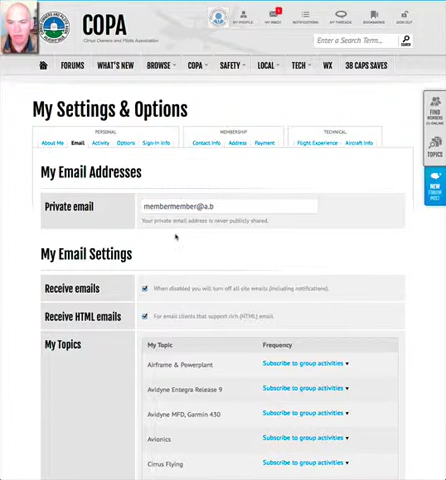 COPA
Cirrus Owners and Pilots Association
MY PROFILE
MY INBOX
1
NOTIFICATIONS
MY THREADS
BOOKMARKS
SIGN OUT
Enter a Search Term...
SEARCH
FORUMS WHAT'S NEW BROWSE COPA SAFETY LOCAL TECH WX 38 CAPS SAVES
My Settings & Options
PERSONAL MEMBERSHIP TECHNICAL
About Me Email Activity Options Sign-In Info Contact Info Address Payment Flight Experience Aircraft Info
FIND
MEMBERS
TOPICS
NEW
FORUM
POST
My Email Addresses
Private email membermember@a.b
Your private email address is never publicly shared.
My Email Settings
Receive emails When disabled you will turn off all site emails (including notifications).
Receive HTML emails For email clients that support rich (HTML) email.
My Topics My Topic Frequency
Airframe & Powerplant Subscribe to group activities
Avidyne Entegra Release 9 Subscribe to group activities
Avidyne MFD, Garmin 430 Subscribe to group activities
Avionics Subscribe to group activities
Cirrus Flying Subscribe to group activities